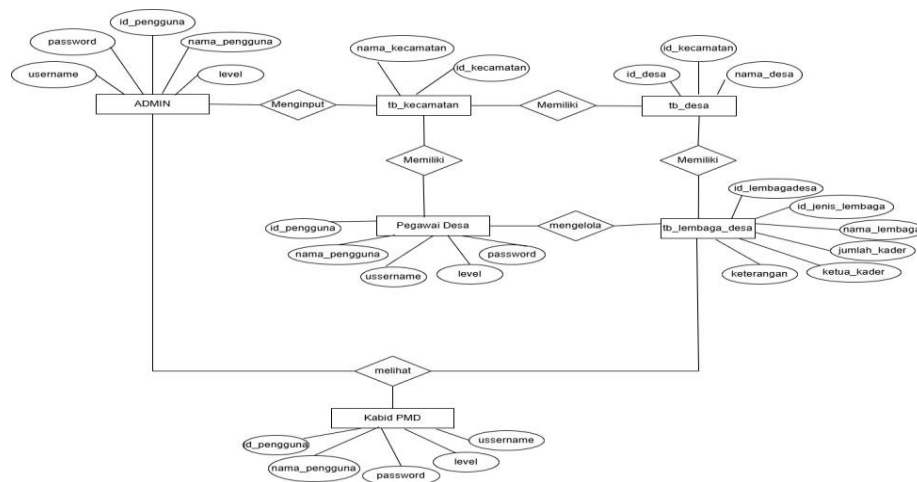 id_pengguna
password
nama_pengguna
username
level
ADMIN
Menginput
nama_kecamatan
id_kecamatan
tb_kecamatan
Memiliki
id_kecamatan
id_desa
nama_desa
tb_desa
Memiliki
Memiliki
id_lembagadesa
id_jenis_lembaga
nama_lembaga
jumlah_kader
ketua_kader
keterangan
tb_lembaga_desa
mengelola
Pegawai Desa
id_pengguna
nama_pengguna
ussername
level
password
melihat
Kabid PMD
id_pengguna
nama_pengguna
password
level
ussername